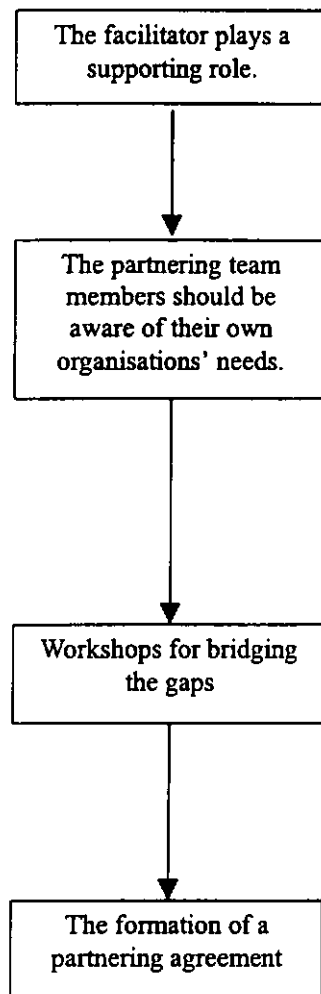 The facilitator plays a
supporting role.
The partnering team
members should be
aware of their own
organisations' needs.
Workshops for bridging
the gaps
The formation of a
partnering agreement